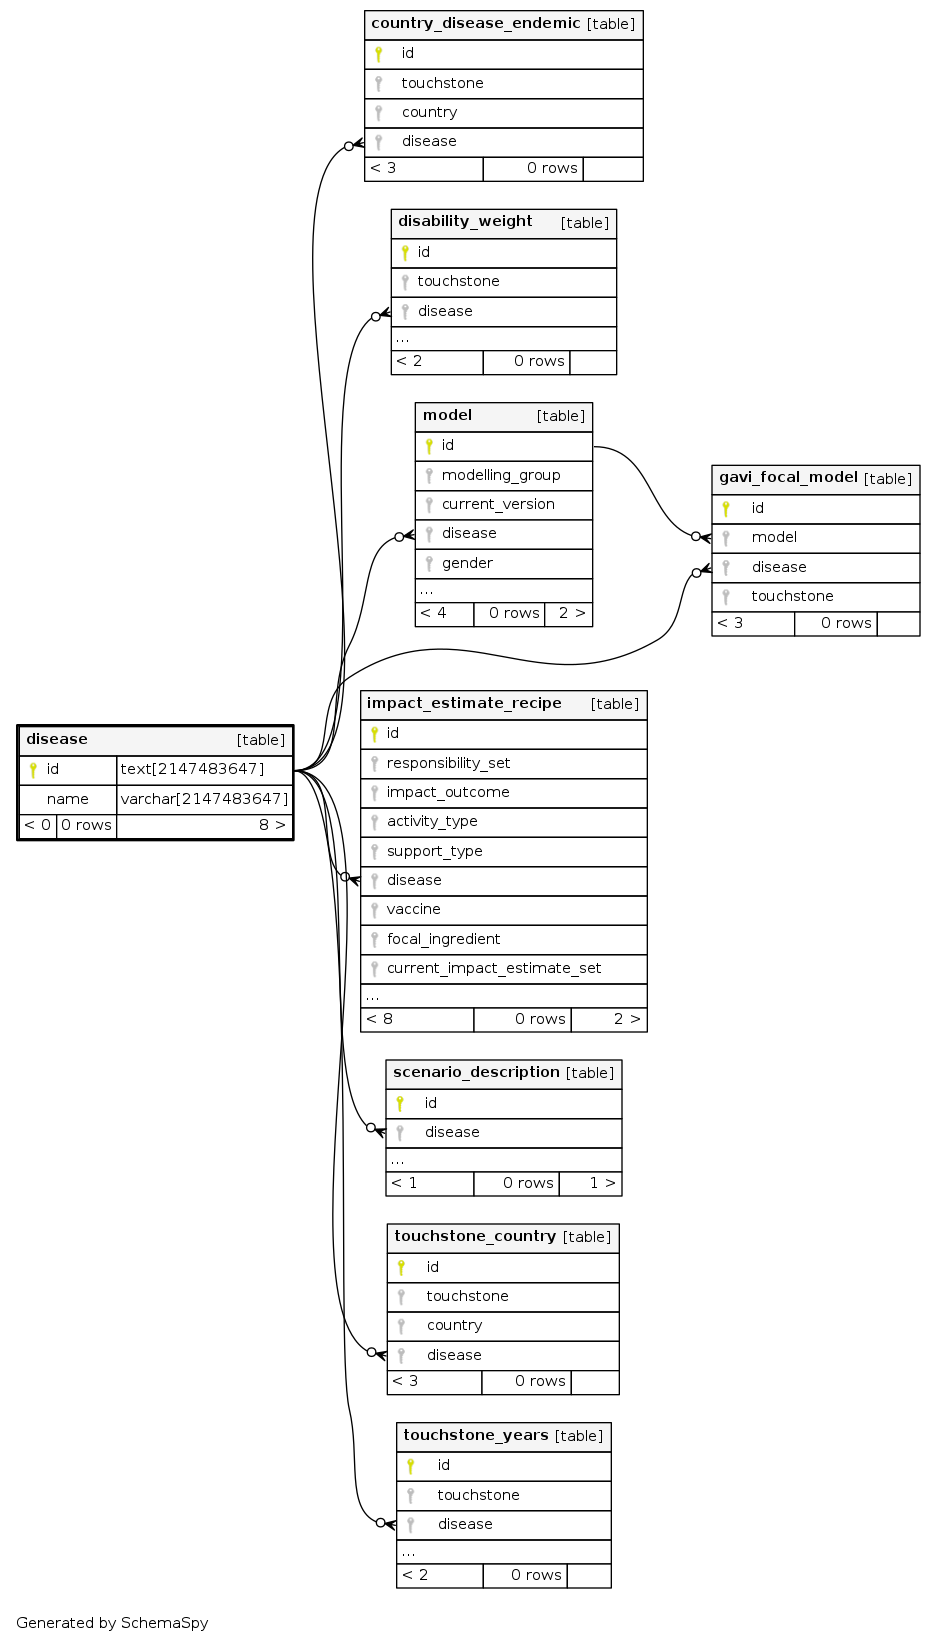 country_disease_endemic [table]
id
touchstone
country
disease
< 3 0 rows
disability_weight [table]
id
touchstone
disease
...
< 2 0 rows
model [table]
id
modelling_group
current_version
disease
gender
...
< 4 0 rows 2 >
gavi_focal_model [table]
id
model
disease
touchstone
< 3 0 rows
disease [table]
id text[2147483647]
name varchar[2147483647]
< 0 0 rows 8 >
impact_estimate_recipe [table]
id
responsibility_set
impact_outcome
activity_type
support_type
disease
vaccine
focal_ingredient
current_impact_estimate_set
...
< 8 0 rows 2 >
scenario_description [table]
id
disease
...
< 1 0 rows 1 >
touchstone_country [table]
id
touchstone
country
disease
< 3 0 rows
touchstone_years [table]
id
touchstone
disease
...
< 2 0 rows
Generated by SchemaSpy